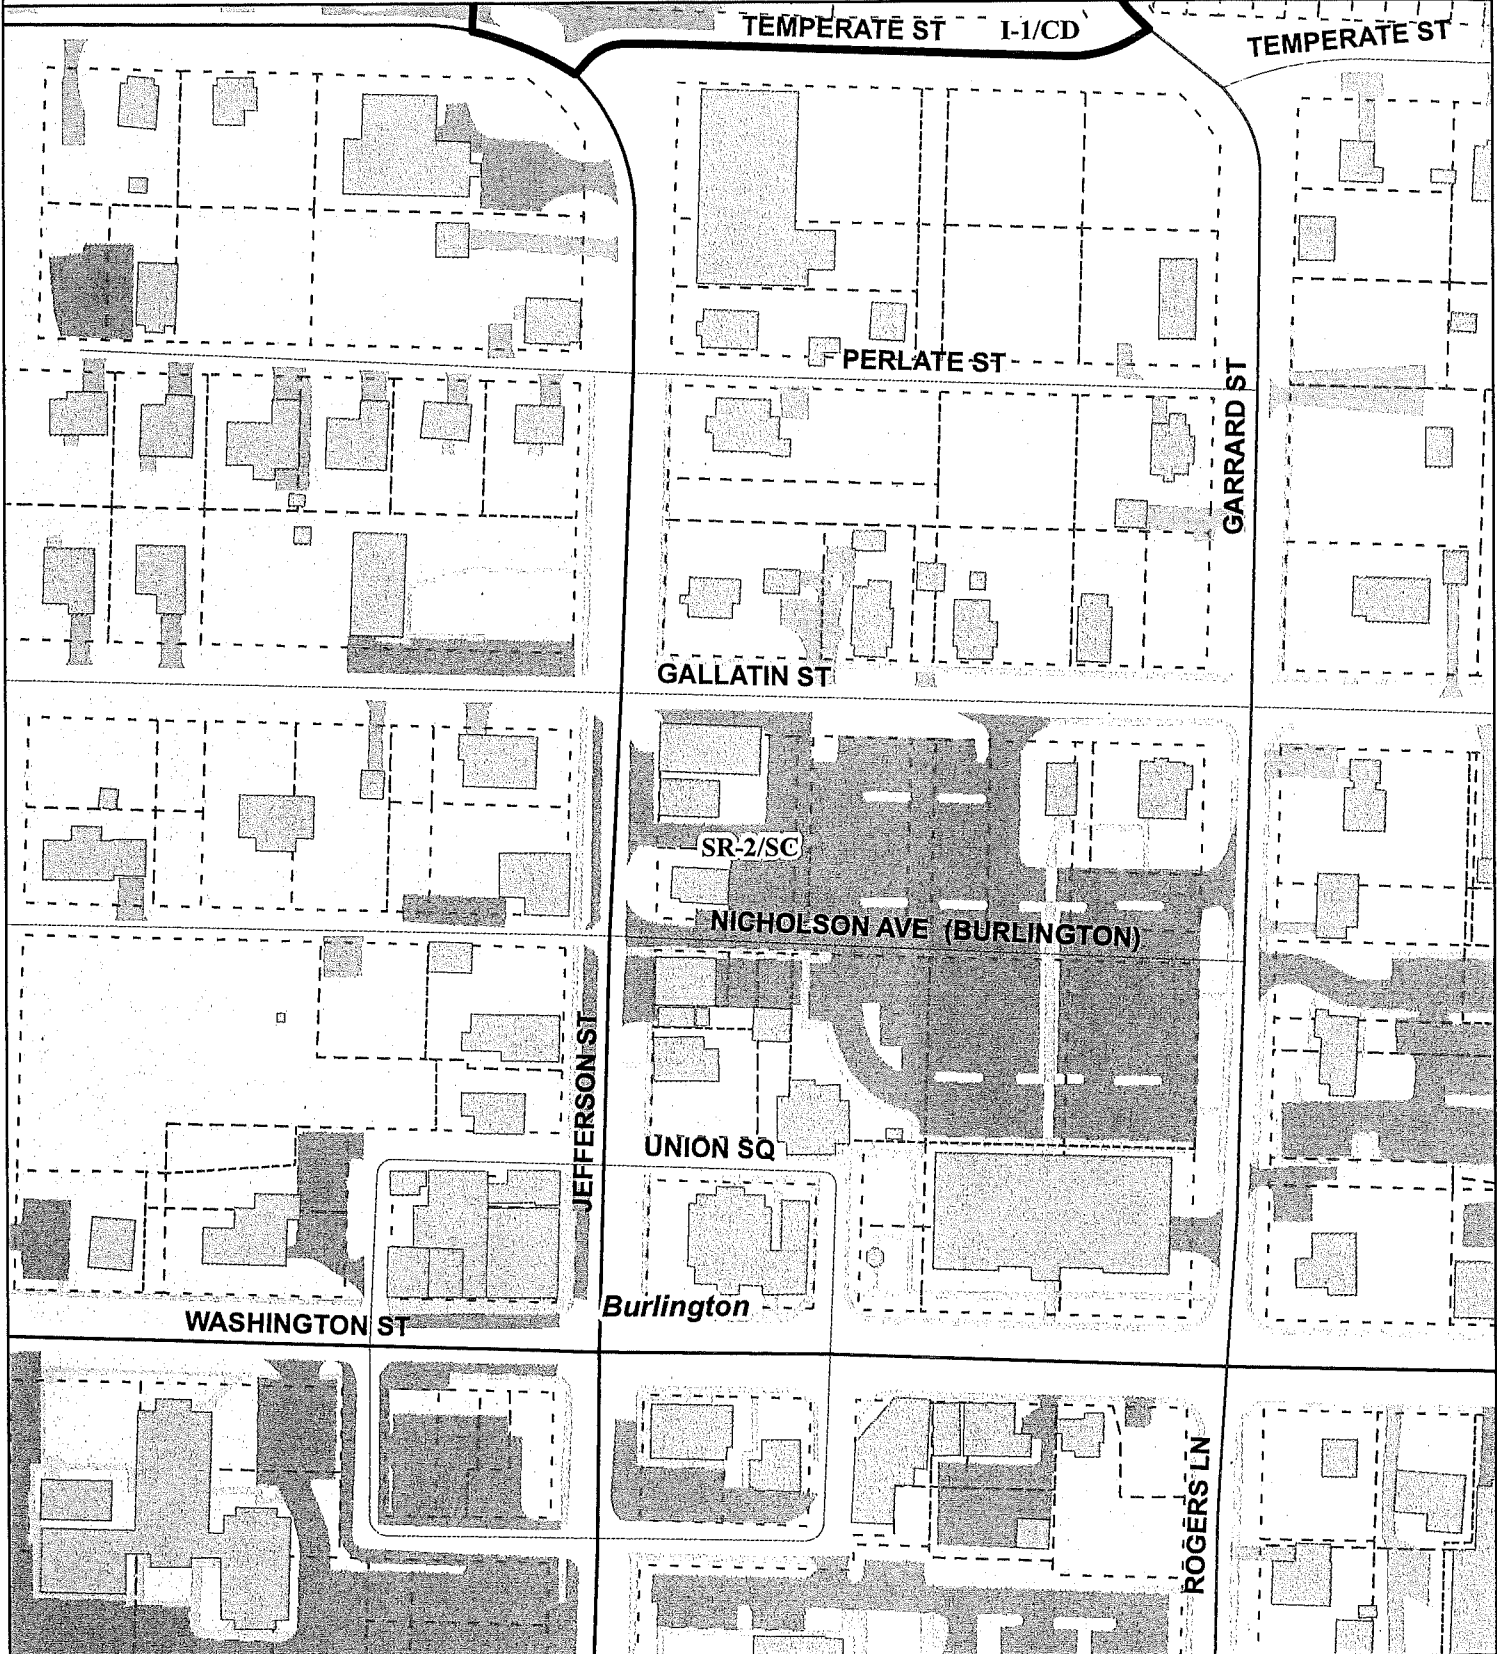 TEMPERATE ST
I-1/CD
TEMPERATE ST
PERLATE ST
GARRARD ST
GALLATIN ST
SR-2/SC
NICHOLSON AVE (BURLINGTON)
JEFFERSON ST
UNION SQ
Burlington
WASHINGTON ST
ROGERS LN